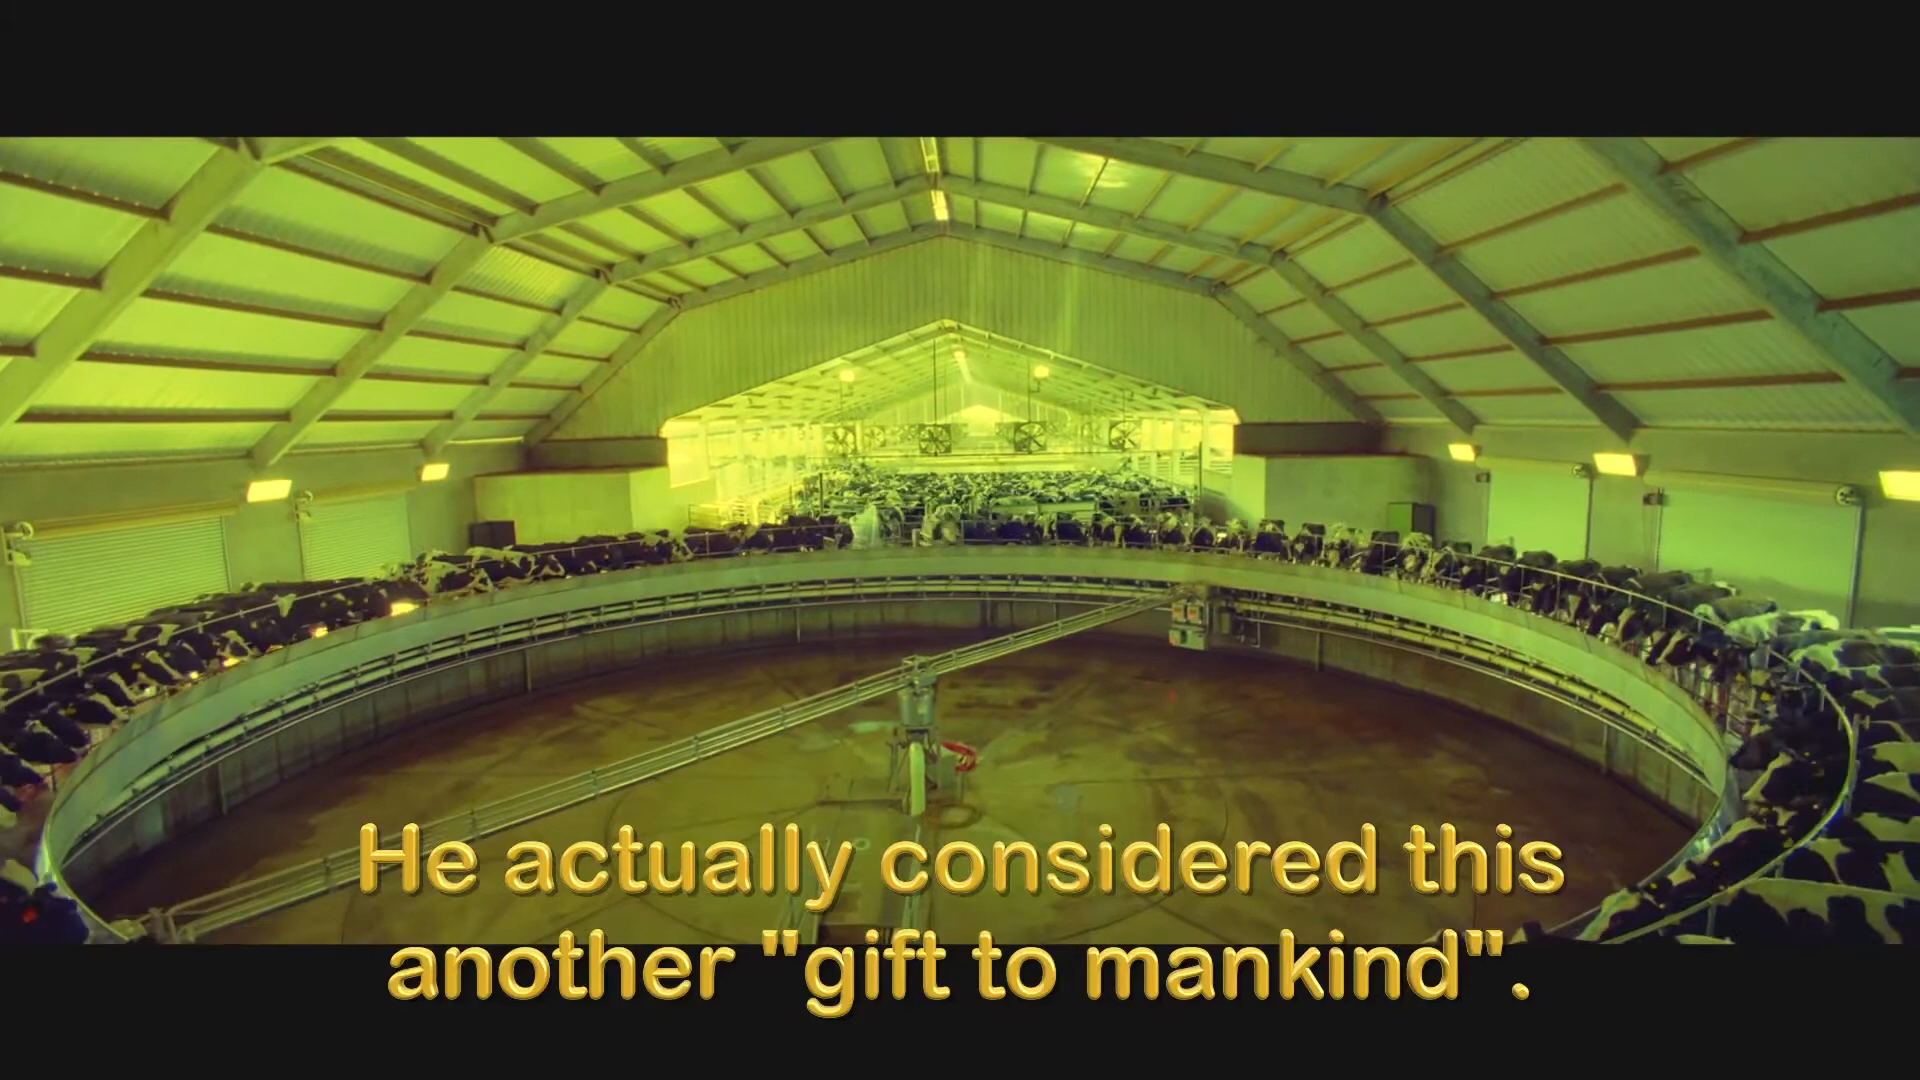 He actually considered this
another "gift to mankind".